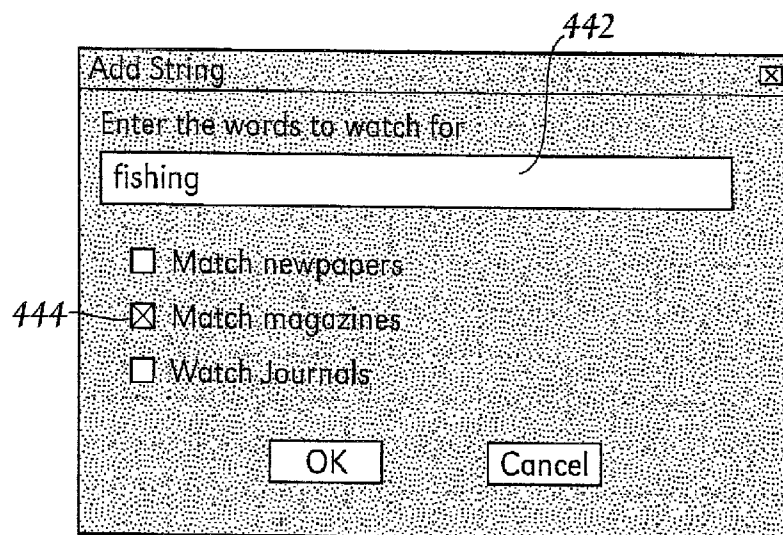 442
Add String
Enter the words to watch for
fishing
Match newpapers
444 Match magazines
Watch Journals
OK Cancel